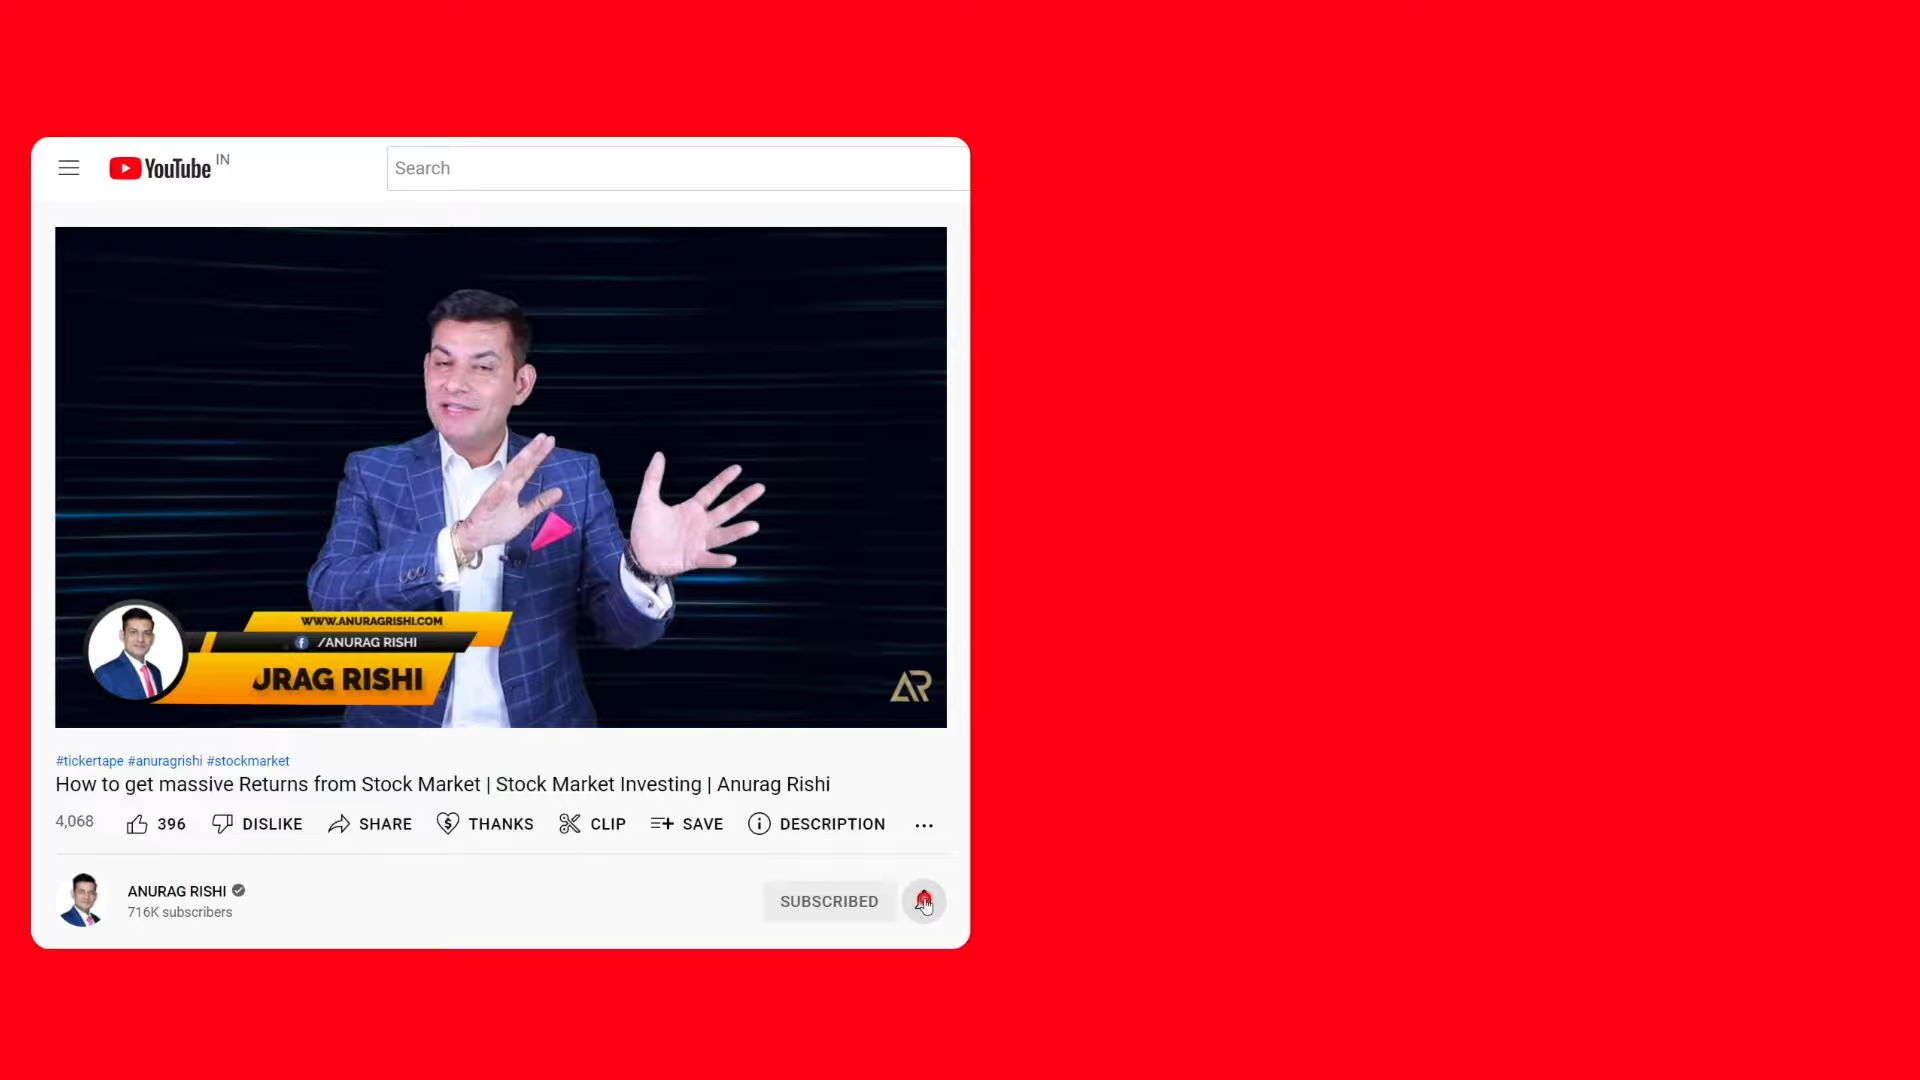 YouTube IN
Search
WWW.ANURAGRISHI.COM
/ANURAG RISHI
JRAG RISHI
AR
#tickertape #anuragrishi #stockmarket
How to get massive Returns from Stock Market | Stock Market Investing | Anurag Rishi
4,068 396 DISLIKE SHARE THANKS CLIP SAVE DESCRIPTION
ANURAG RISHI
716K subscribers
SUBSCRIBED